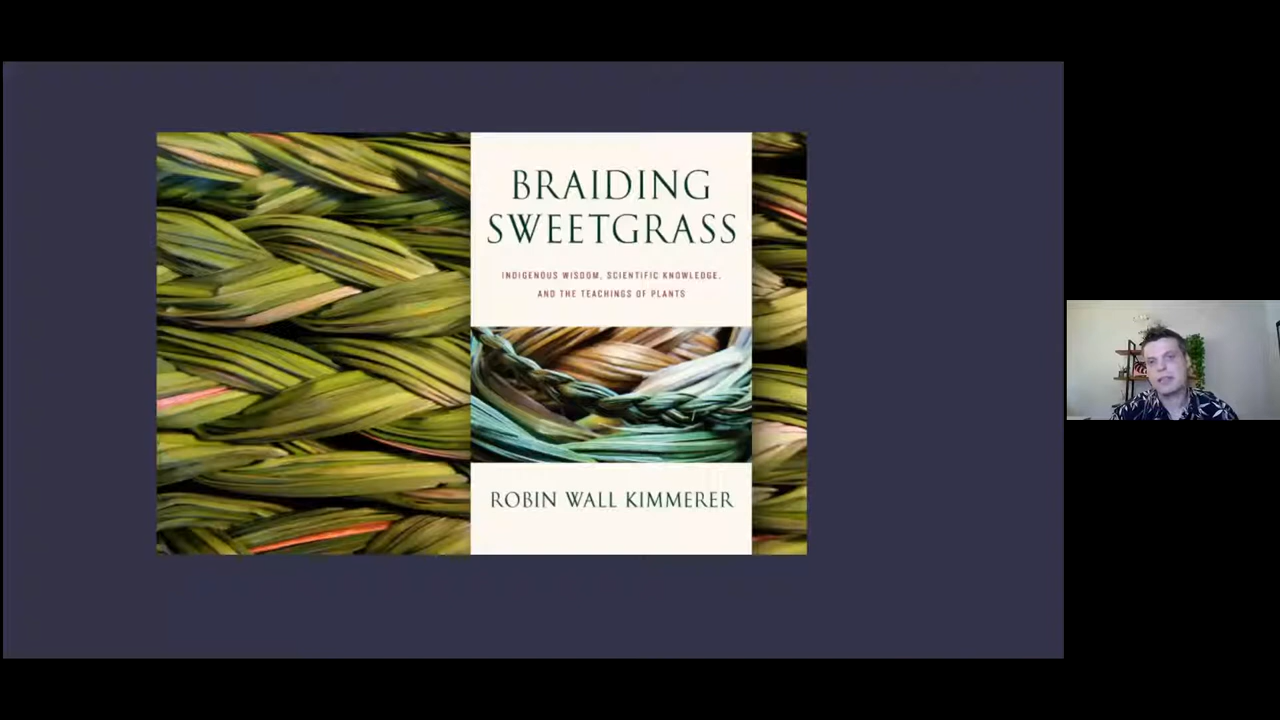 BRAIDING
SWEETGRASS
INDIGENOUS WISDOM, SCIENTIFIC KNOWLEDGE,
AND THE TEACHINGS OF PLANTS
ROBIN WALL KIMMERER